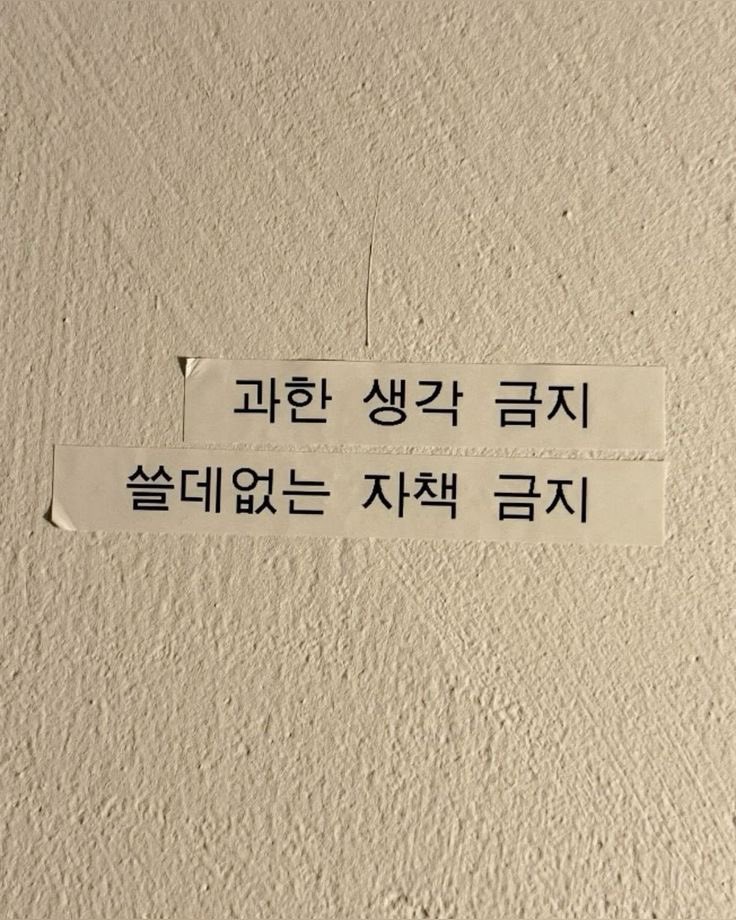 과한 생각 금지
쓸데없는 자책 금지